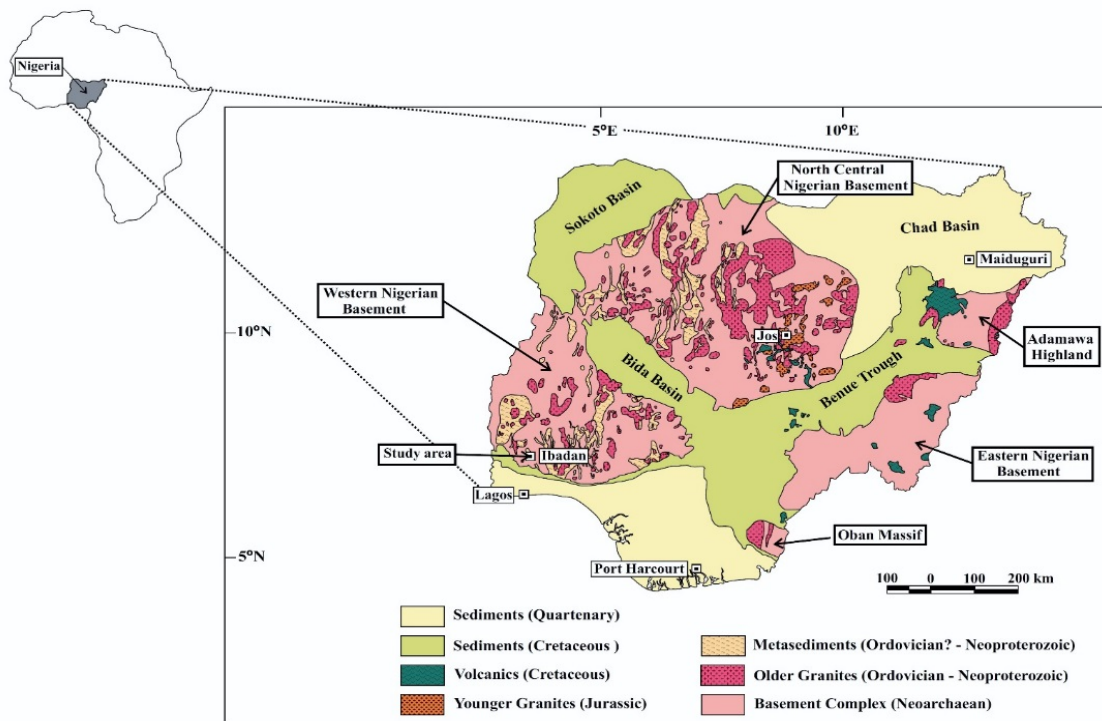 Nigeria
5°E
10°E
North Central
Nigerian Basement
Sokoto Basin
Chad Basin
Maiduguri
Western Nigerian
Basement
10°N
Jos
Adamawa
Highland
Bida Basin
Benue Trough
Study area
Ibadan
Eastern Nigerian
Basement
Lagos
Oban Massif
5°N
Port Harcourt
100 0 100 200 km
Sediments (Quartenary)
Sediments (Cretaceous )
Volcanics (Cretaceous)
Younger Granites (Jurassic)
Metasediments (Ordovician? - Neoproterozoic)
Older Granites (Ordovician - Neoproterozoic)
Basement Complex (Neoarchaean)